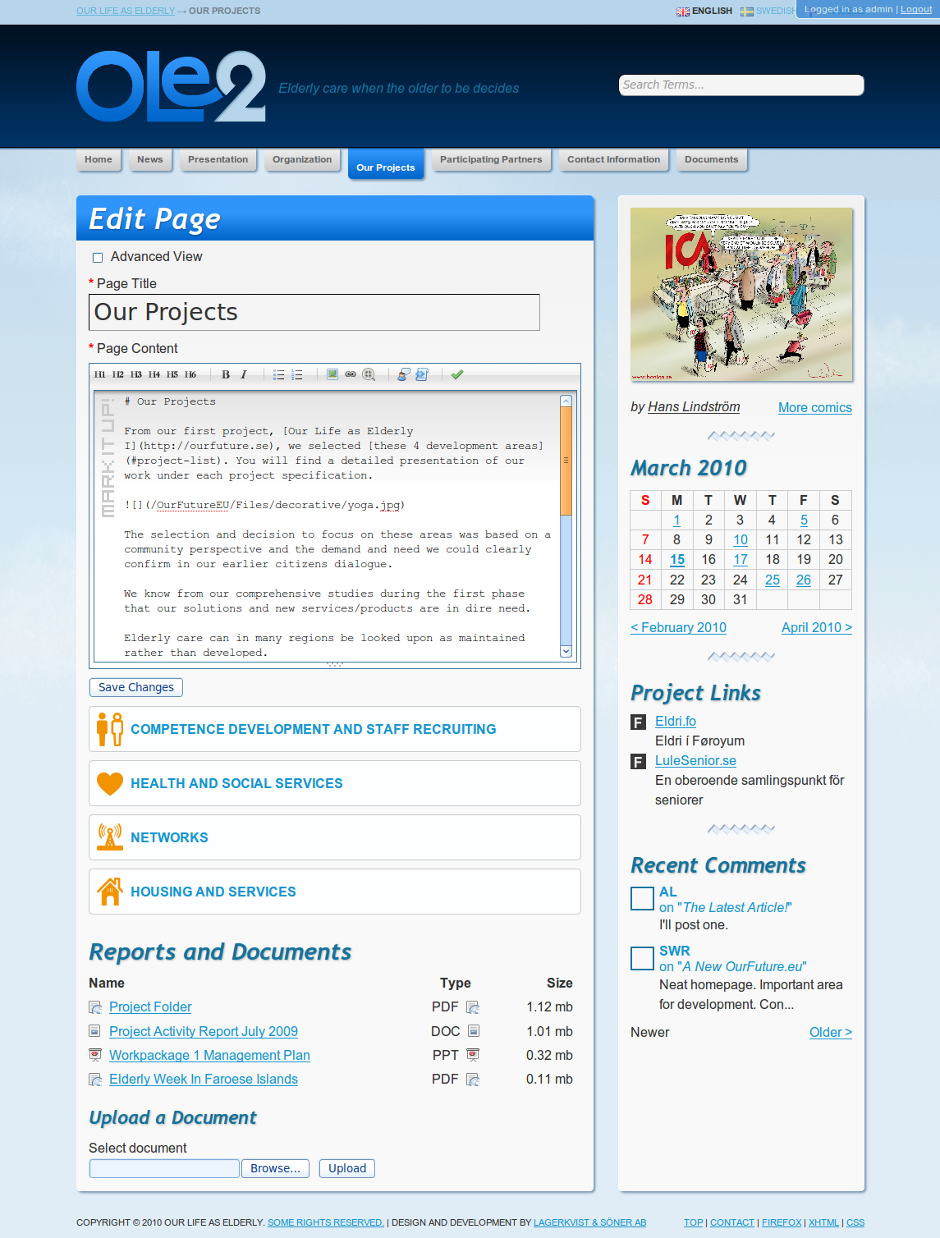 OUR LIFE AS ELDERLY → OUR PROJECTS
ENGLISH SWEDISH
Logged in as admin | Logout
OLE2
Elderly care when the older to be decides
Search Terms...
Home News Presentation Organization Our Projects Participating Partners Contact Information Documents
Edit Page
Advanced View
* Page Title
Our Projects
* Page Content
H1 H2 H3 H4 H5 H6 B I
MARK IT UP!
# Our Projects
From our first project, [Our Life as Elderly
I](http://ourfuture.se), we selected [these 4 development areas]
(#project-list). You will find a detailed presentation of our
work under each project specification.
![](/OurFutureEU/Files/decorative/yoga.jpg)
The selection and decision to focus on these areas was based on a
community perspective and the demand and need we could clearly
confirm in our earlier citizens dialogue.
We know from our comprehensive studies during the first phase
that our solutions and new services/products are in dire need.
Elderly care can in many regions be looked upon as maintained
rather than developed.
Save Changes
COMPETENCE DEVELOPMENT AND STAFF RECRUITING
HEALTH AND SOCIAL SERVICES
NETWORKS
HOUSING AND SERVICES
Reports and Documents
Name Type Size
Project Folder PDF 1.12 mb
Project Activity Report July 2009 DOC 1.01 mb
Workpackage 1 Management Plan PPT 0.32 mb
Elderly Week In Faroese Islands PDF 0.11 mb
Upload a Document
Select document
Browse... Upload
ICA
by Hans Lindström More comics
March 2010
S M T W T F S
1 2 3 4 5 6
7 8 9 10 11 12 13
14 15 16 17 18 19 20
21 22 23 24 25 26 27
28 29 30 31
< February 2010 April 2010 >
Project Links
F Eldri.fo
Eldri í Føroyum
F LuleSenior.se
En oberoende samlingspunkt för
seniorer
Recent Comments
AL
on "The Latest Article!"
I'll post one.
SWR
on "A New OurFuture.eu"
Neat homepage. Important area
for development. Con...
Newer Older >
COPYRIGHT © 2010 OUR LIFE AS ELDERLY. SOME RIGHTS RESERVED. | DESIGN AND DEVELOPMENT BY LAGERKVIST & SÖNER AB
TOP | CONTACT | FIREFOX | XHTML | CSS